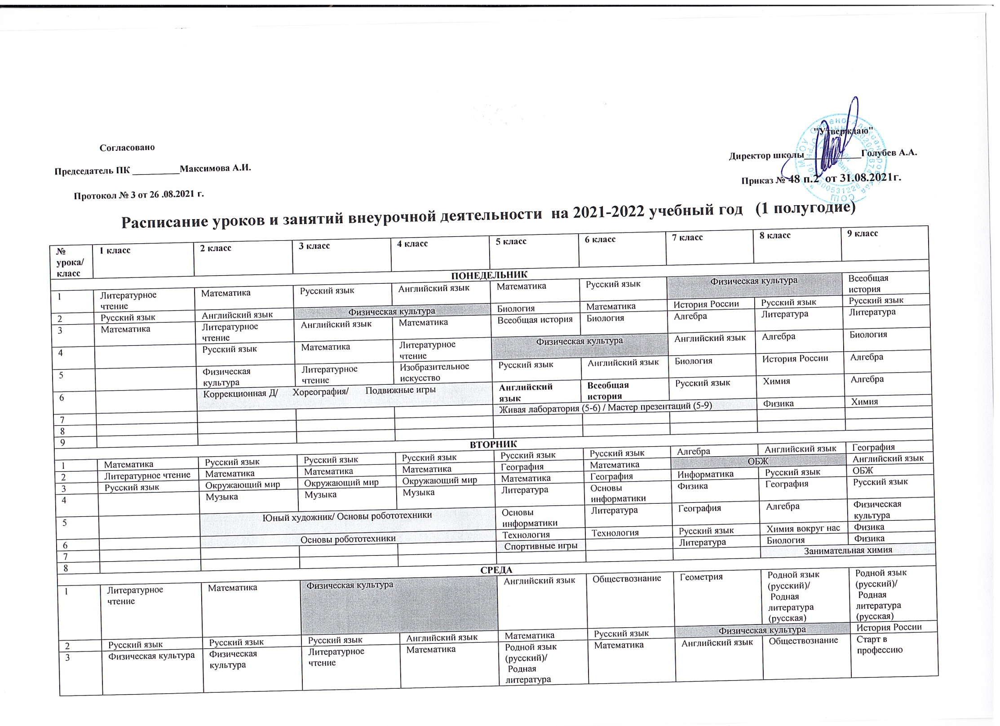 "Утверждаю"
Согласовано
Директор школы____________Голубев А.А.
Председатель ПК __________Максимова А.И.
Приказ № 48 п.2 от 31.08.2021г.
Протокол № 3 от 26 .08.2021 г.
Расписание уроков и занятий внеурочной деятельности на 2021-2022 учебный год (1 полугодие)
№ урока/ класс 1 класс 2 класс 3 класс 4 класс 5 класс 6 класс 7 класс 8 класс 9 класс
ПОНЕДЕЛЬНИК
1 Литературное чтение Математика Русский язык Английский язык Математика Русский язык Физическая культура Всеобщая история
2 Русский язык Английский язык Физическая культура Биология Математика История России Русский язык Русский язык
3 Математика Литературное чтение Английский язык Математика Всеобщая история Биология Алгебра Литература Литература
4 Русский язык Математика Литературное чтение Физическая культура Английский язык Алгебра Биология
5 Физическая культура Литературное чтение Изобразительное искусство Русский язык Английский язык Биология История России Алгебра
6 Коррекционная Д/ Хореография/ Подвижные игры Английский язык Всеобщая история Русский язык Химия Алгебра
7 Живая лаборатория (5-6) / Мастер презентаций (5-9) Физика Химия
8
9
ВТОРНИК
1 Математика Русский язык Русский язык Русский язык Русский язык Русский язык Алгебра Английский язык География
2 Литературное чтение Математика Математика Математика География Математика ОБЖ Английский язык
3 Русский язык Окружающий мир Окружающий мир Окружающий мир Математика География Информатика Русский язык ОБЖ
4 Музыка Музыка Музыка Литература Основы информатики Физика География Русский язык
5 Юный художник/ Основы робототехники Основы информатики Литература География Алгебра Физическая культура
6 Основы робототехники Технология Технология Русский язык Химия вокруг нас Физика
7 Спортивные игры Литература Биология Физика
8 Занимательная химия
СРЕДА
1 Литературное чтение Математика Физическая культура Английский язык Обществознание Геометрия Родной язык (русский)/ Родная литература (русская) Родной язык (русский)/ Родная литература (русская)
2 Русский язык Русский язык Русский язык Английский язык Математика Русский язык Физическая культура История России
3 Физическая культура Физическая культура Литературное чтение Математика Родной язык (русский)/ Родная литература Математика Английский язык Обществознание Старт в профессию